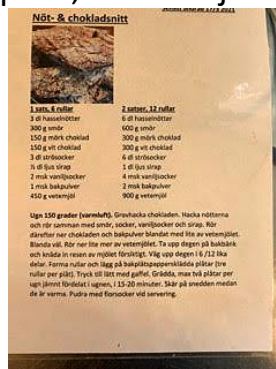 Nöt- & chokladsnitt
1 sats, 6 rullar
3 dl hasselnötter
300 g smör
150 g mörk choklad
150 g vit choklad
3 dl strösocker
½ dl ljus sirap
2 msk vaniljsocker
1 msk bakpulver
450 g vetemjöl
2 satser, 12 rullar
6 dl hasselnötter
600 g smör
300 g mörk choklad
300 g vit choklad
6 dl strösocker
1 dl ljus sirap
4 msk vaniljsocker
2 msk bakpulver
900 g vetemjöl
Ugn 150 grader (varmluft). Grovhacka chokladen. Hacka nötterna
och rör samman med smör, socker, vaniljsocker och sirap. Rör
därefter ner chokladen och bakpulver blandat med lite av vetemjölet.
Blanda väl. Rör ner lite mer av vetemjölet. Ta upp degen på bakbänk
och knåda in resen av mjölet försiktigt. Väg upp degen i 6 /12 lika
delar. Forma rullar och lägg på bakplåtspappersklädda plåtar (tre
rullar per plåt). Tryck till lätt med gaffel. Grädda, max två plåtar per
ugn jämnt fördelat i ugnen, i 15-20 minuter. Skär på snedden medan
de är varma. Pudra med florsocker vid servering.